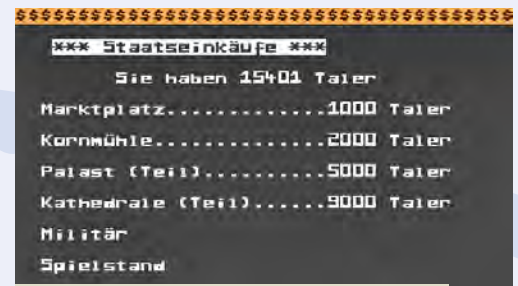 $$$$$$$$$$$$$$$$$$$$$$$$$$$$$$$$$$$$$$$$
*** Staatseinkäufe ***
Sie haben 15401 Taler
Marktplatz.............1000 Taler
Kornmühle..............2000 Taler
Palast (Teil)..........5000 Taler
Kathedrale (Teil)......9000 Taler
Militär
Spielstand